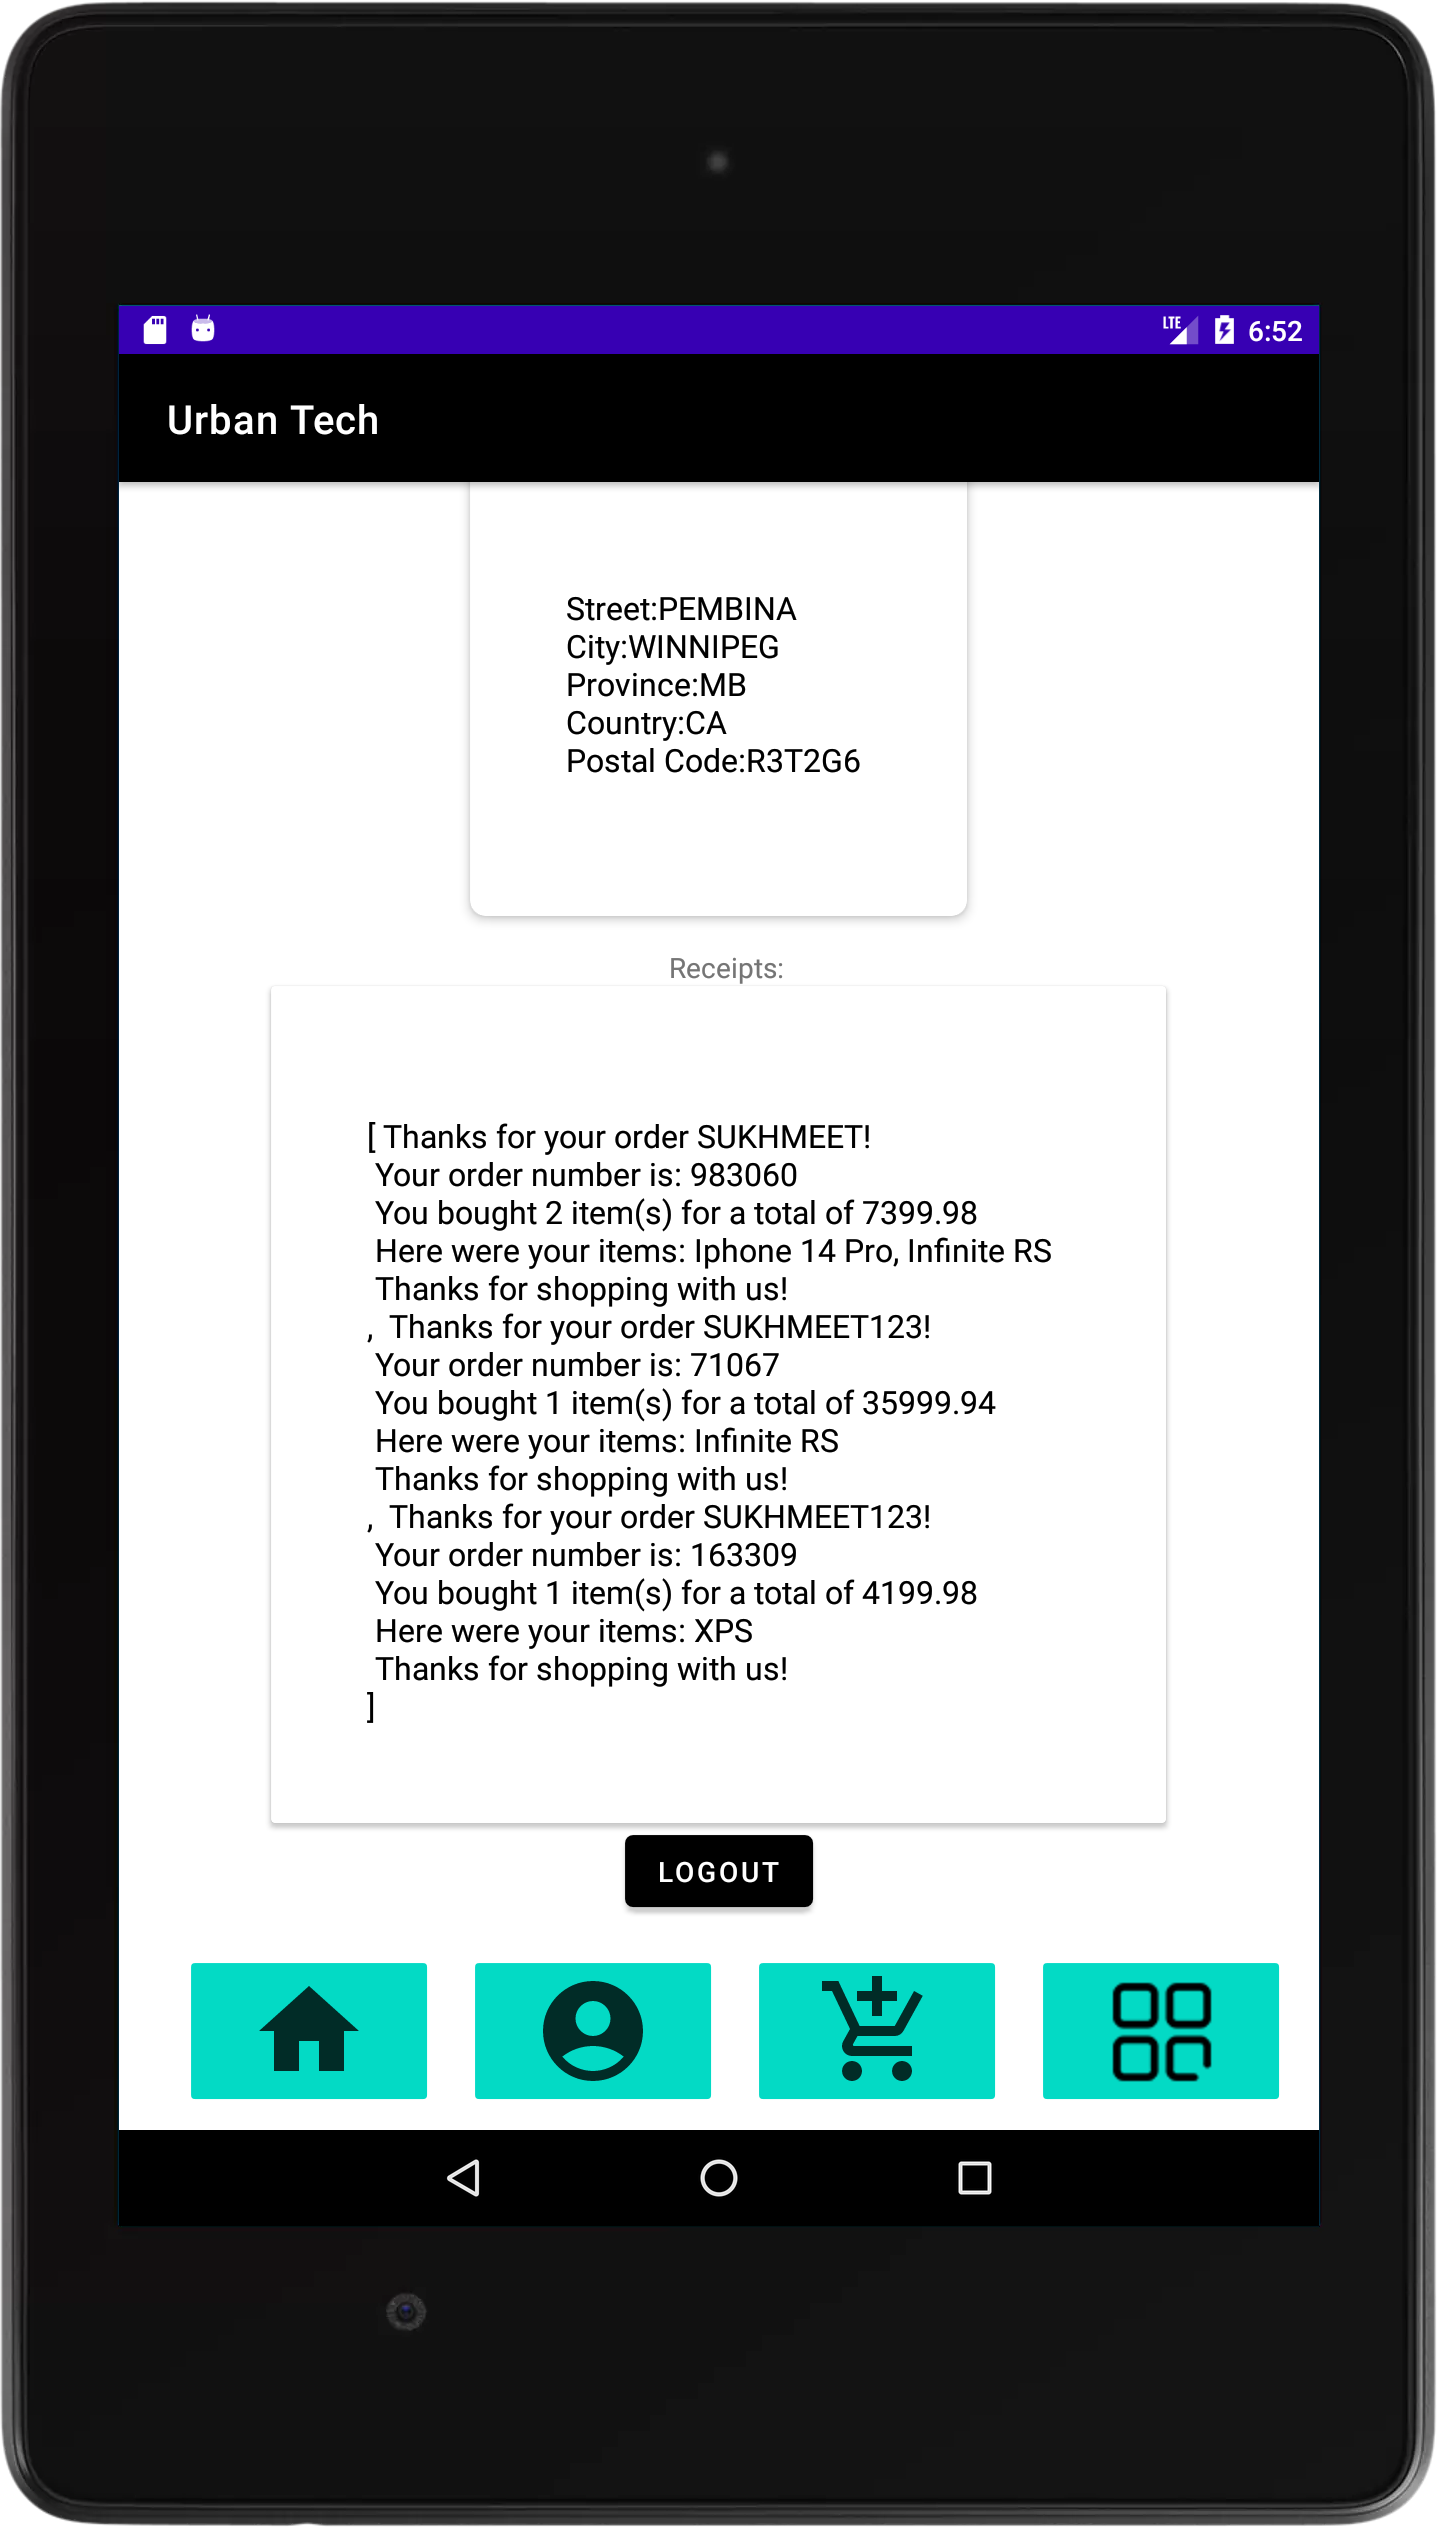 LTE 6:52
Urban Tech
Street:PEMBINA
City:WINNIPEG
Province:MB
Country:CA
Postal Code:R3T2G6
Receipts:
[ Thanks for your order SUKHMEET!
Your order number is: 983060
You bought 2 item(s) for a total of 7399.98
Here were your items: Iphone 14 Pro, Infinite RS
Thanks for shopping with us!
,  Thanks for your order SUKHMEET123!
Your order number is: 71067
You bought 1 item(s) for a total of 35999.94
Here were your items: Infinite RS
Thanks for shopping with us!
,  Thanks for your order SUKHMEET123!
Your order number is: 163309
You bought 1 item(s) for a total of 4199.98
Here were your items: XPS
Thanks for shopping with us!
]
LOGOUT